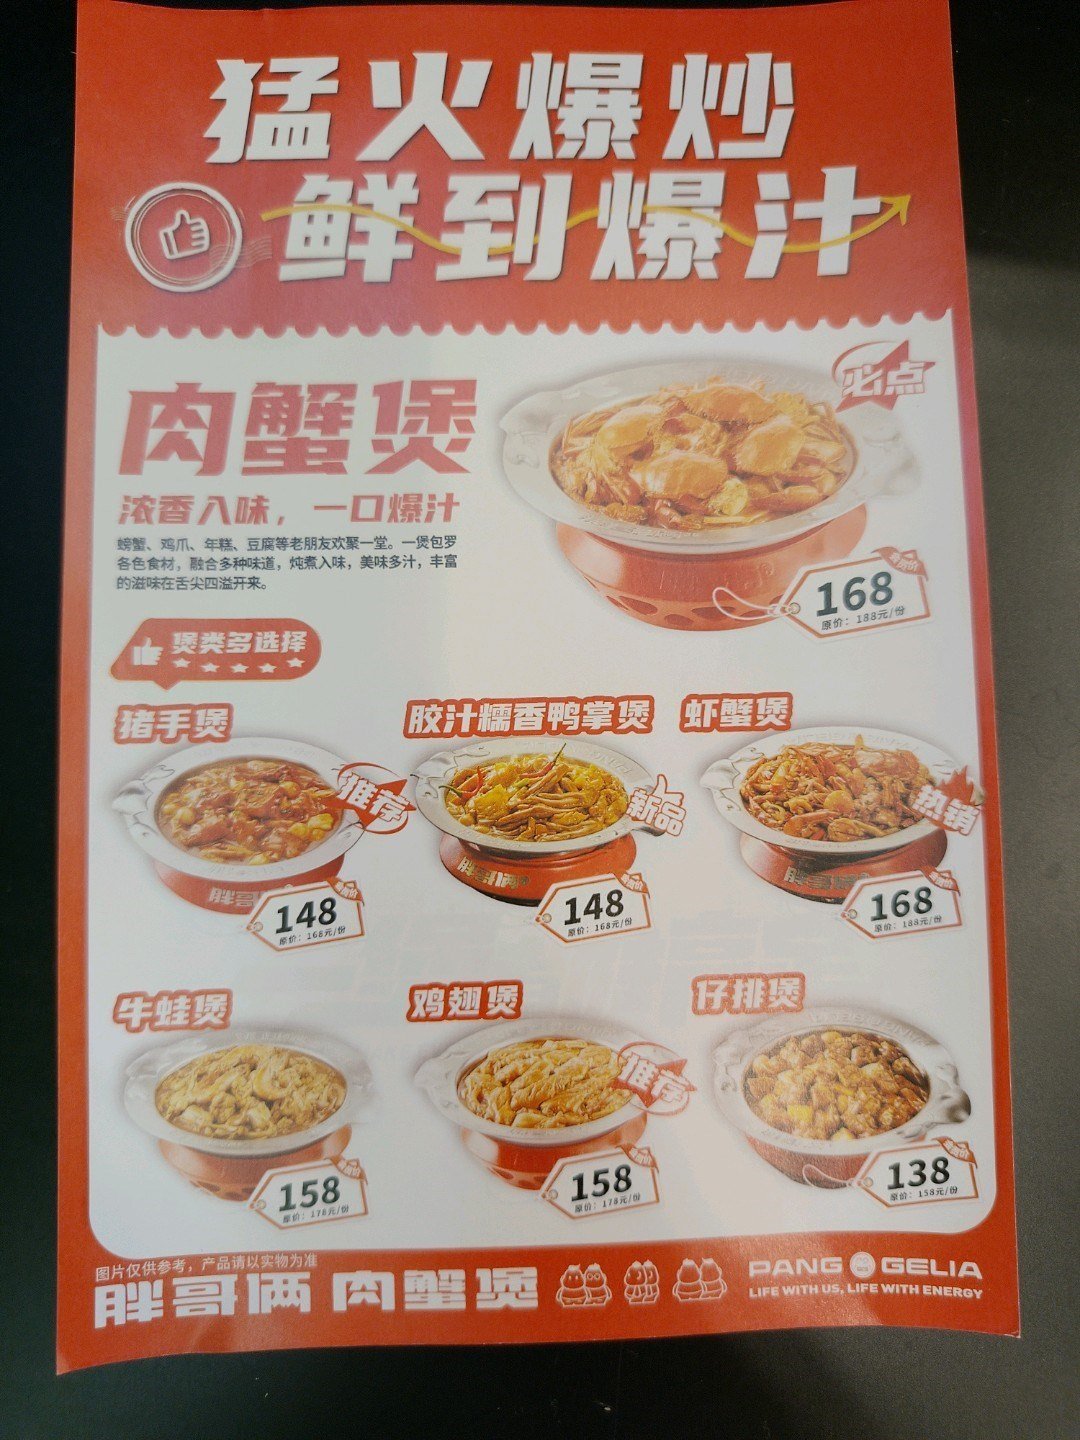 猛火爆炒
鲜到爆汁
肉蟹煲
必点
浓香入味，一口爆汁
螃蟹、鸡爪、年糕、豆腐等老朋友欢聚一堂。一煲包罗
各色食材，融合多种味道，炖煮入味，美味多汁，丰富
的滋味在舌尖四溢开来。
168
原价：188元/份
煲类多选择
猪手煲
推荐
148
原价：168元/份
胶汁糯香鸭掌煲
新品
胖哥俩
148
原价：168元/份
虾蟹煲
热销
胖哥俩
168
原价：188元/份
牛蛙煲
158
原价：178元/份
鸡翅煲
推荐
158
原价：178元/份
仔排煲
138
原价：158元/份
图片仅供参考，产品请以实物为准
胖哥俩 肉蟹煲
PANG GELIA
LIFE WITH US, LIFE WITH ENERGY